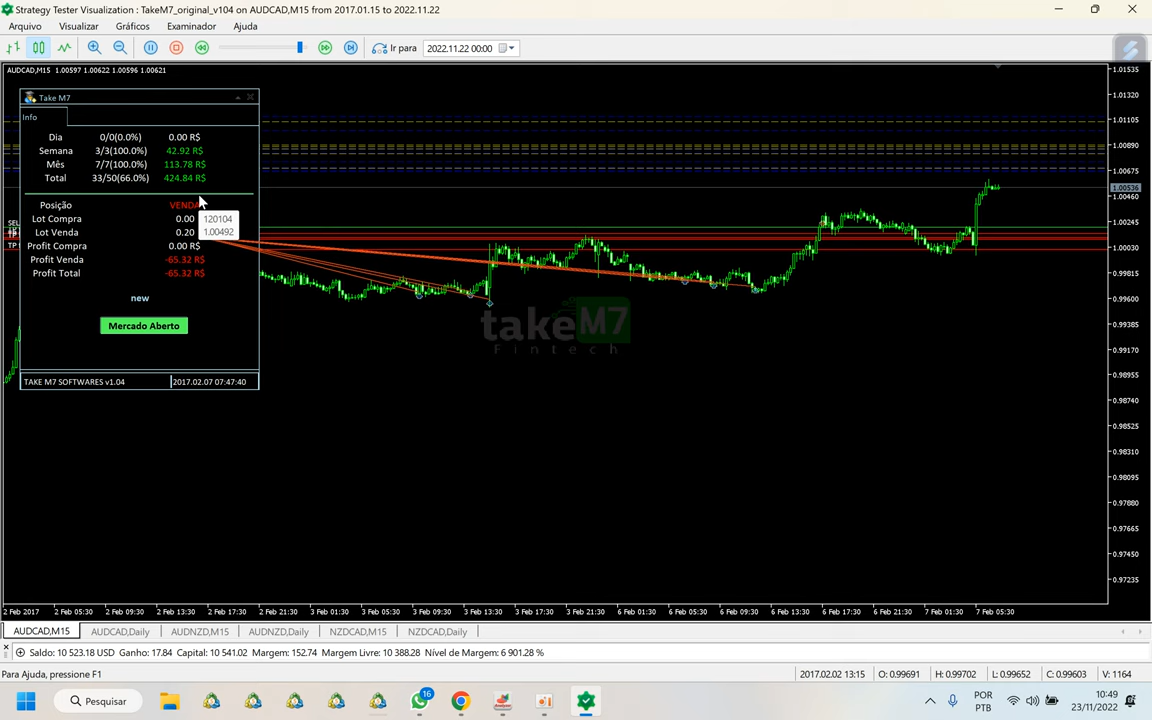 Strategy Tester Visualization : TakeM7_original_v104 on AUDCAD,M15 from 2017.01.15 to 2022.11.22
Arquivo Visualizar Gráficos Examinador Ajuda
Ir para 2022.11.22 00:00
AUDCAD,M15 1.00597 1.00622 1.00596 1.00621
Take M7
Info
Dia 0/0(0.0%) 0.00 R$
Semana 3/3(100.0%) 42.92 R$
Mês 7/7(100.0%) 113.78 R$
Total 33/50(66.0%) 424.84 R$
Posição VENDA
Lot Compra 0.00
Lot Venda 0.20
Profit Compra 0.00 R$
Profit Venda -65.32 R$
Profit Total -65.32 R$
120104
1.00492
new
Mercado Aberto
TAKE M7 SOFTWARES v1.04 2017.02.07 07:47:40
SEL
TP
takeM7
Fintech
1.01535
1.01320
1.01105
1.00890
1.00675
1.00536
1.00460
1.00245
1.00030
0.99815
0.99600
0.99385
0.99170
0.98955
0.98740
0.98525
0.98310
0.98095
0.97880
0.97665
0.97450
0.97235
2 Feb 2017 2 Feb 05:30 2 Feb 09:30 2 Feb 13:30 2 Feb 17:30 2 Feb 21:30 3 Feb 01:30 3 Feb 05:30 3 Feb 09:30 3 Feb 13:30 3 Feb 17:30 3 Feb 21:30 6 Feb 01:30 6 Feb 05:30 6 Feb 09:30 6 Feb 13:30 6 Feb 17:30 6 Feb 21:30 7 Feb 01:30 7 Feb 05:30
AUDCAD,M15 AUDCAD,Daily AUDNZD,M15 AUDNZD,Daily NZDCAD,M15 NZDCAD,Daily
Saldo: 10 523.18 USD Ganho: 17.84 Capital: 10 541.02 Margem: 152.74 Margem Livre: 10 388.28 Nível de Margem: 6 901.28 %
Para Ajuda, pressione F1 2017.02.02 13:15 O: 0.99691 H: 0.99702 L: 0.99652 C: 0.99603 V: 1164
Pesquisar
16
POR
PTB
10:49
23/11/2022